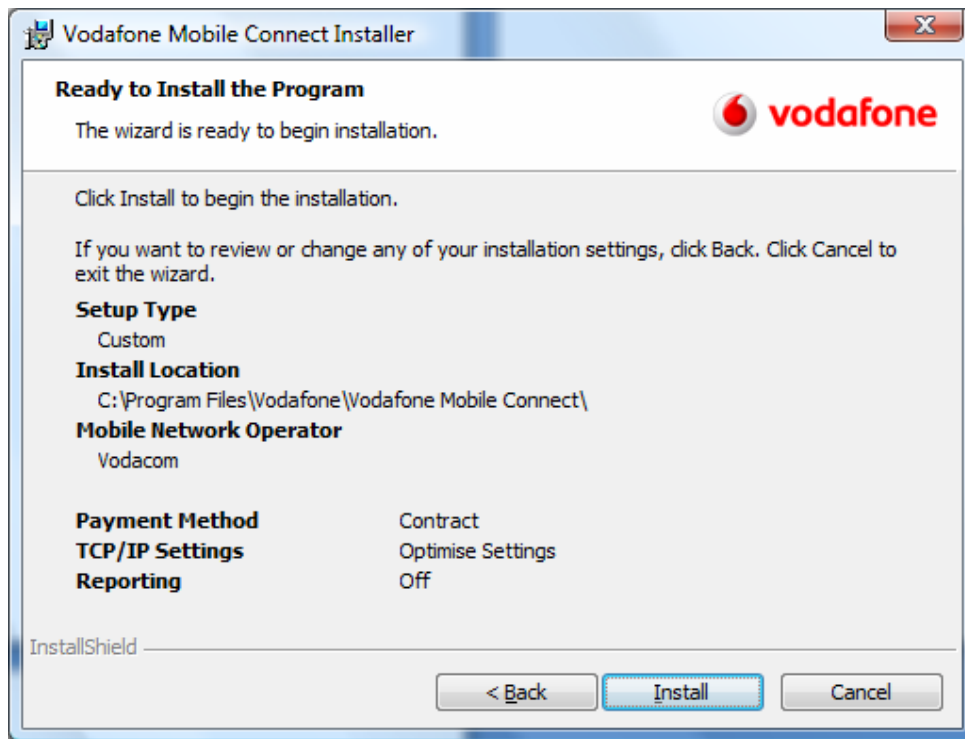 Vodafone Mobile Connect Installer
Ready to Install the Program
The wizard is ready to begin installation.
vodafone
Click Install to begin the installation.
If you want to review or change any of your installation settings, click Back. Click Cancel to
exit the wizard.
Setup Type
Custom
Install Location
C:\Program Files\Vodafone\Vodafone Mobile Connect\
Mobile Network Operator
Vodacom
Payment Method Contract
TCP/IP Settings Optimise Settings
Reporting Off
InstallShield
< Back Install Cancel